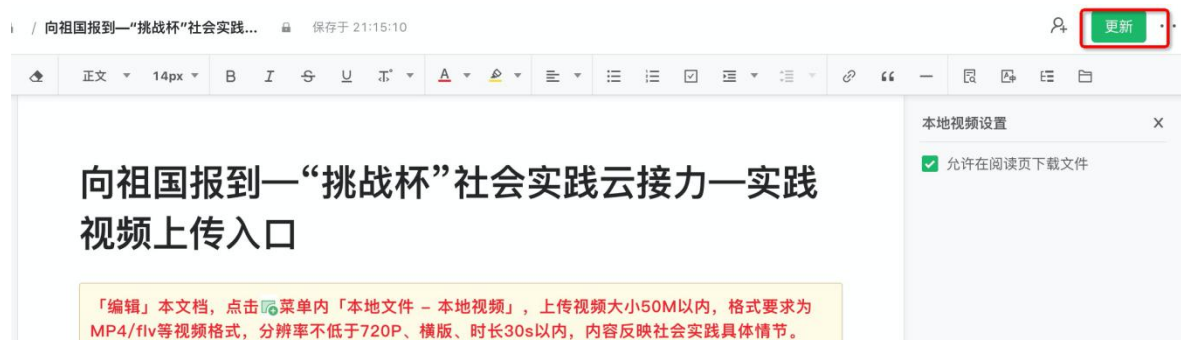 / 向祖国报到—“挑战杯”社会实践... 保存于 21:15:10
更新 ...
正文 14px B I S U T A
本地视频设置 X
允许在阅读页下载文件
向祖国报到—“挑战杯”社会实践云接力—实践
视频上传入口
「编辑」本文档，点击菜单内「本地文件 – 本地视频」，上传视频大小50M以内，格式要求为
MP4/flv等视频格式，分辨率不低于720P、横版、时长30s以内，内容反映社会实践具体情节。